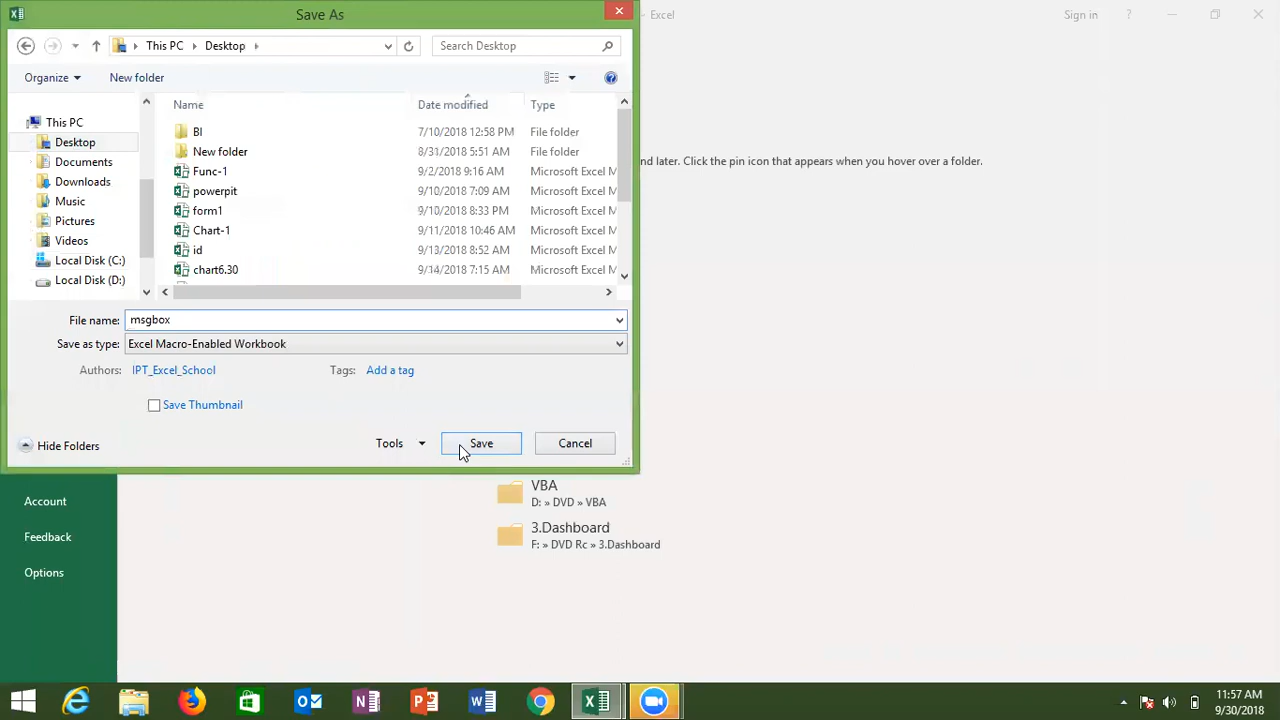 Save As
- Excel
Sign in
?
This PC
Desktop
Search Desktop
Organize
New folder
Name
Date modified
Type
This PC
Desktop
Documents
Downloads
Music
Pictures
Videos
Local Disk (C:)
Local Disk (D:)
BI 7/10/2018 12:58 PM File folder
New folder 8/31/2018 5:51 AM File folder
Func-1 9/2/2018 9:16 AM Microsoft Excel M
powerpit 9/10/2018 7:09 AM Microsoft Excel M
form1 9/10/2018 8:33 PM Microsoft Excel M
Chart-1 9/11/2018 10:46 AM Microsoft Excel M
id 9/13/2018 8:52 AM Microsoft Excel M
chart6.30 9/14/2018 7:15 AM Microsoft Excel M
nd later. Click the pin icon that appears when you hover over a folder.
File name: msgbox
Save as type: Excel Macro-Enabled Workbook
Authors: IPT_Excel_School
Tags: Add a tag
Save Thumbnail
Hide Folders
Tools
Save
Cancel
Account
Feedback
Options
VBA
D: » DVD » VBA
3.Dashboard
F: » DVD Rc » 3.Dashboard
11:57 AM
9/30/2018